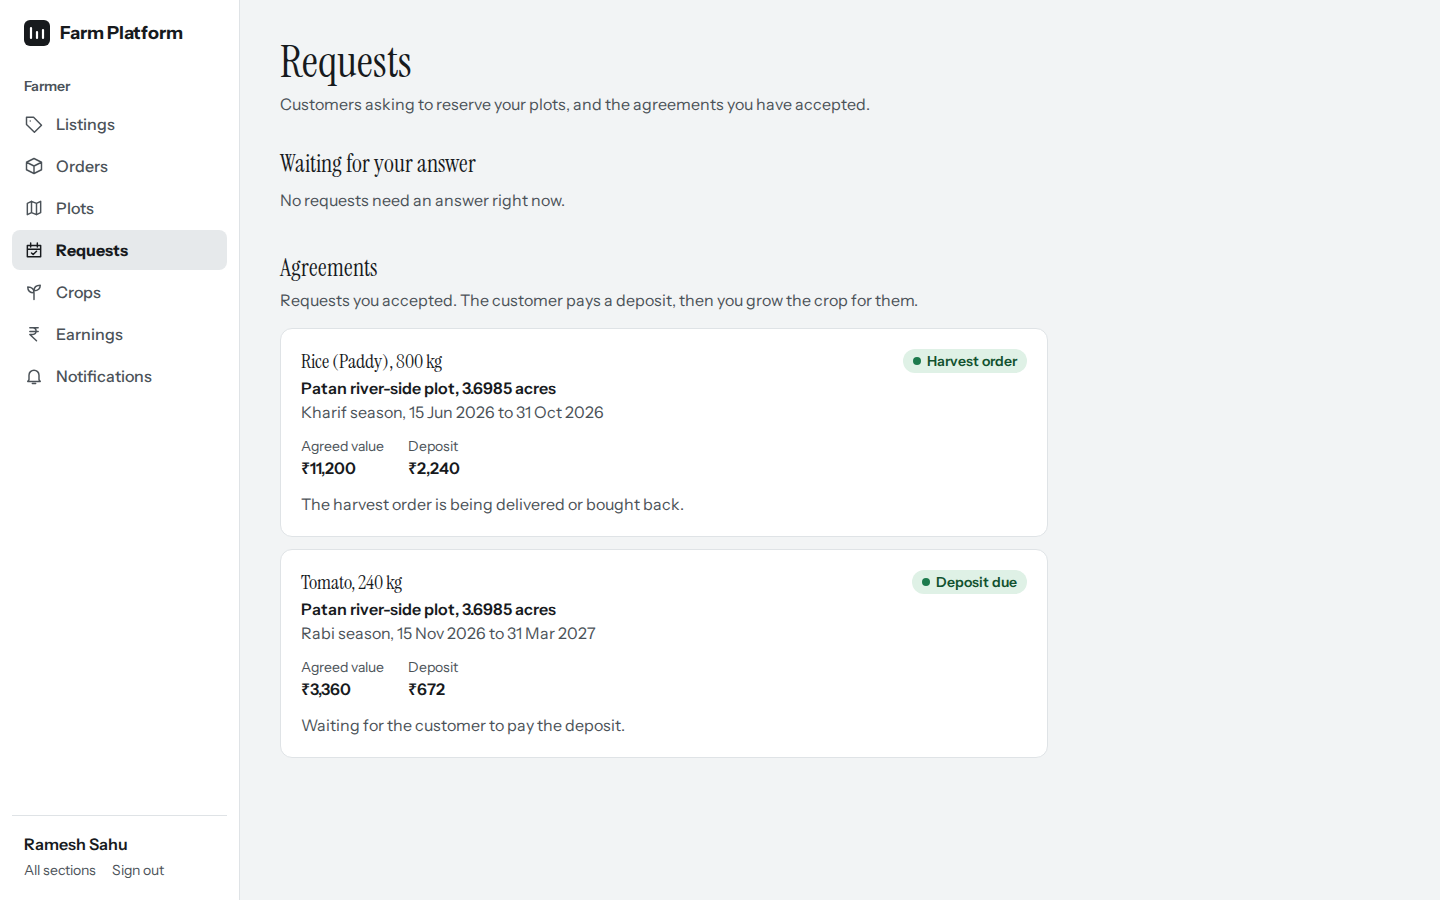 Farm Platform
Farmer
Listings
Orders
Plots
Requests
Crops
Earnings
Notifications
Ramesh Sahu
All sections Sign out
Requests
Customers asking to reserve your plots, and the agreements you have accepted.
Waiting for your answer
No requests need an answer right now.
Agreements
Requests you accepted. The customer pays a deposit, then you grow the crop for them.
Rice (Paddy), 800 kg
Harvest order
Patan river-side plot, 3.6985 acres
Kharif season, 15 Jun 2026 to 31 Oct 2026
Agreed value Deposit
₹11,200 ₹2,240
The harvest order is being delivered or bought back.
Tomato, 240 kg
Deposit due
Patan river-side plot, 3.6985 acres
Rabi season, 15 Nov 2026 to 31 Mar 2027
Agreed value Deposit
₹3,360 ₹672
Waiting for the customer to pay the deposit.